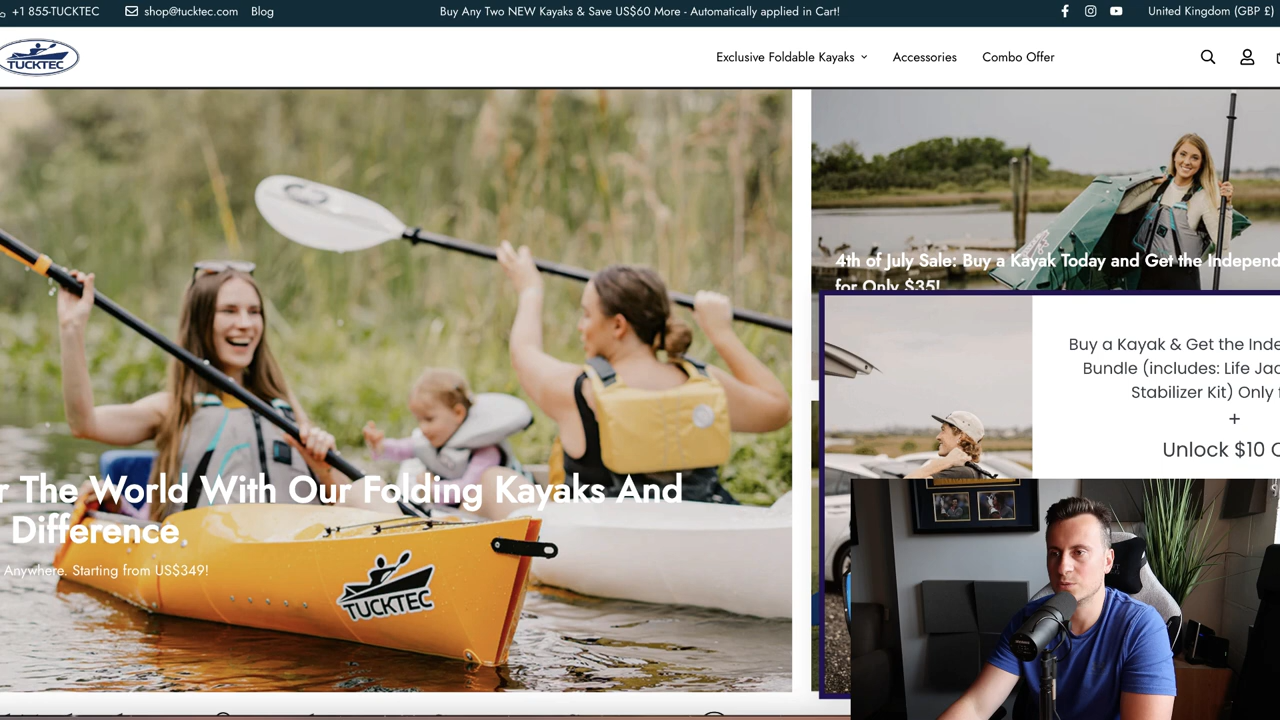 +1 855-TUCKTEC
shop@tucktec.com
Blog
Buy Any Two NEW Kayaks & Save US$60 More - Automatically applied in Cart!
United Kingdom (GBP £)
TUCKTEC
Exclusive Foldable Kayaks
Accessories
Combo Offer
r The World With Our Folding Kayaks And
Difference
Anywhere. Starting from US$349!
TUCKTEC
4th of July Sale: Buy a Kayak Today and Get the Independ
for Only $35!
Buy a Kayak & Get the Inde
Bundle (includes: Life Jac
Stabilizer Kit) Only
+
Unlock $10